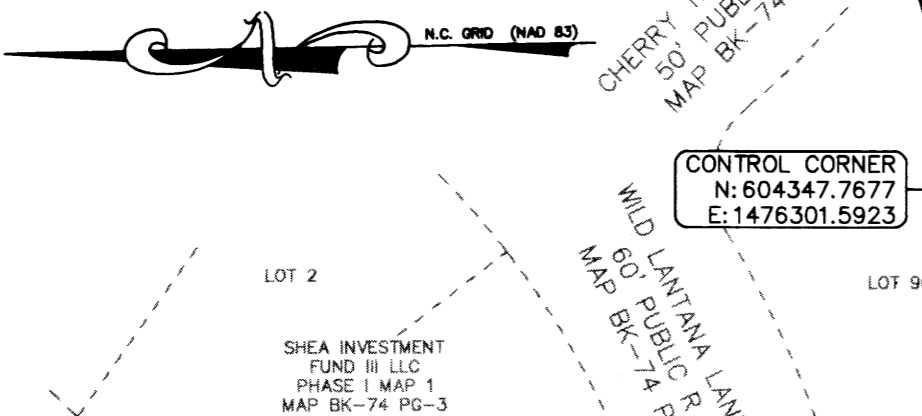 N
N.C. GRID (NAD 83)
CHERRY
50' PUBL
MAP BK-74
CONTROL CORNER
N: 604347.7677
E: 1476301.5923
WILD LANTANA LAN
60' PUBLIC R
MAP BK-74 P
LOT 2
LOT 9
SHEA INVESTMENT
FUND III LLC
PHASE I MAP 1
MAP BK-74 PG-3